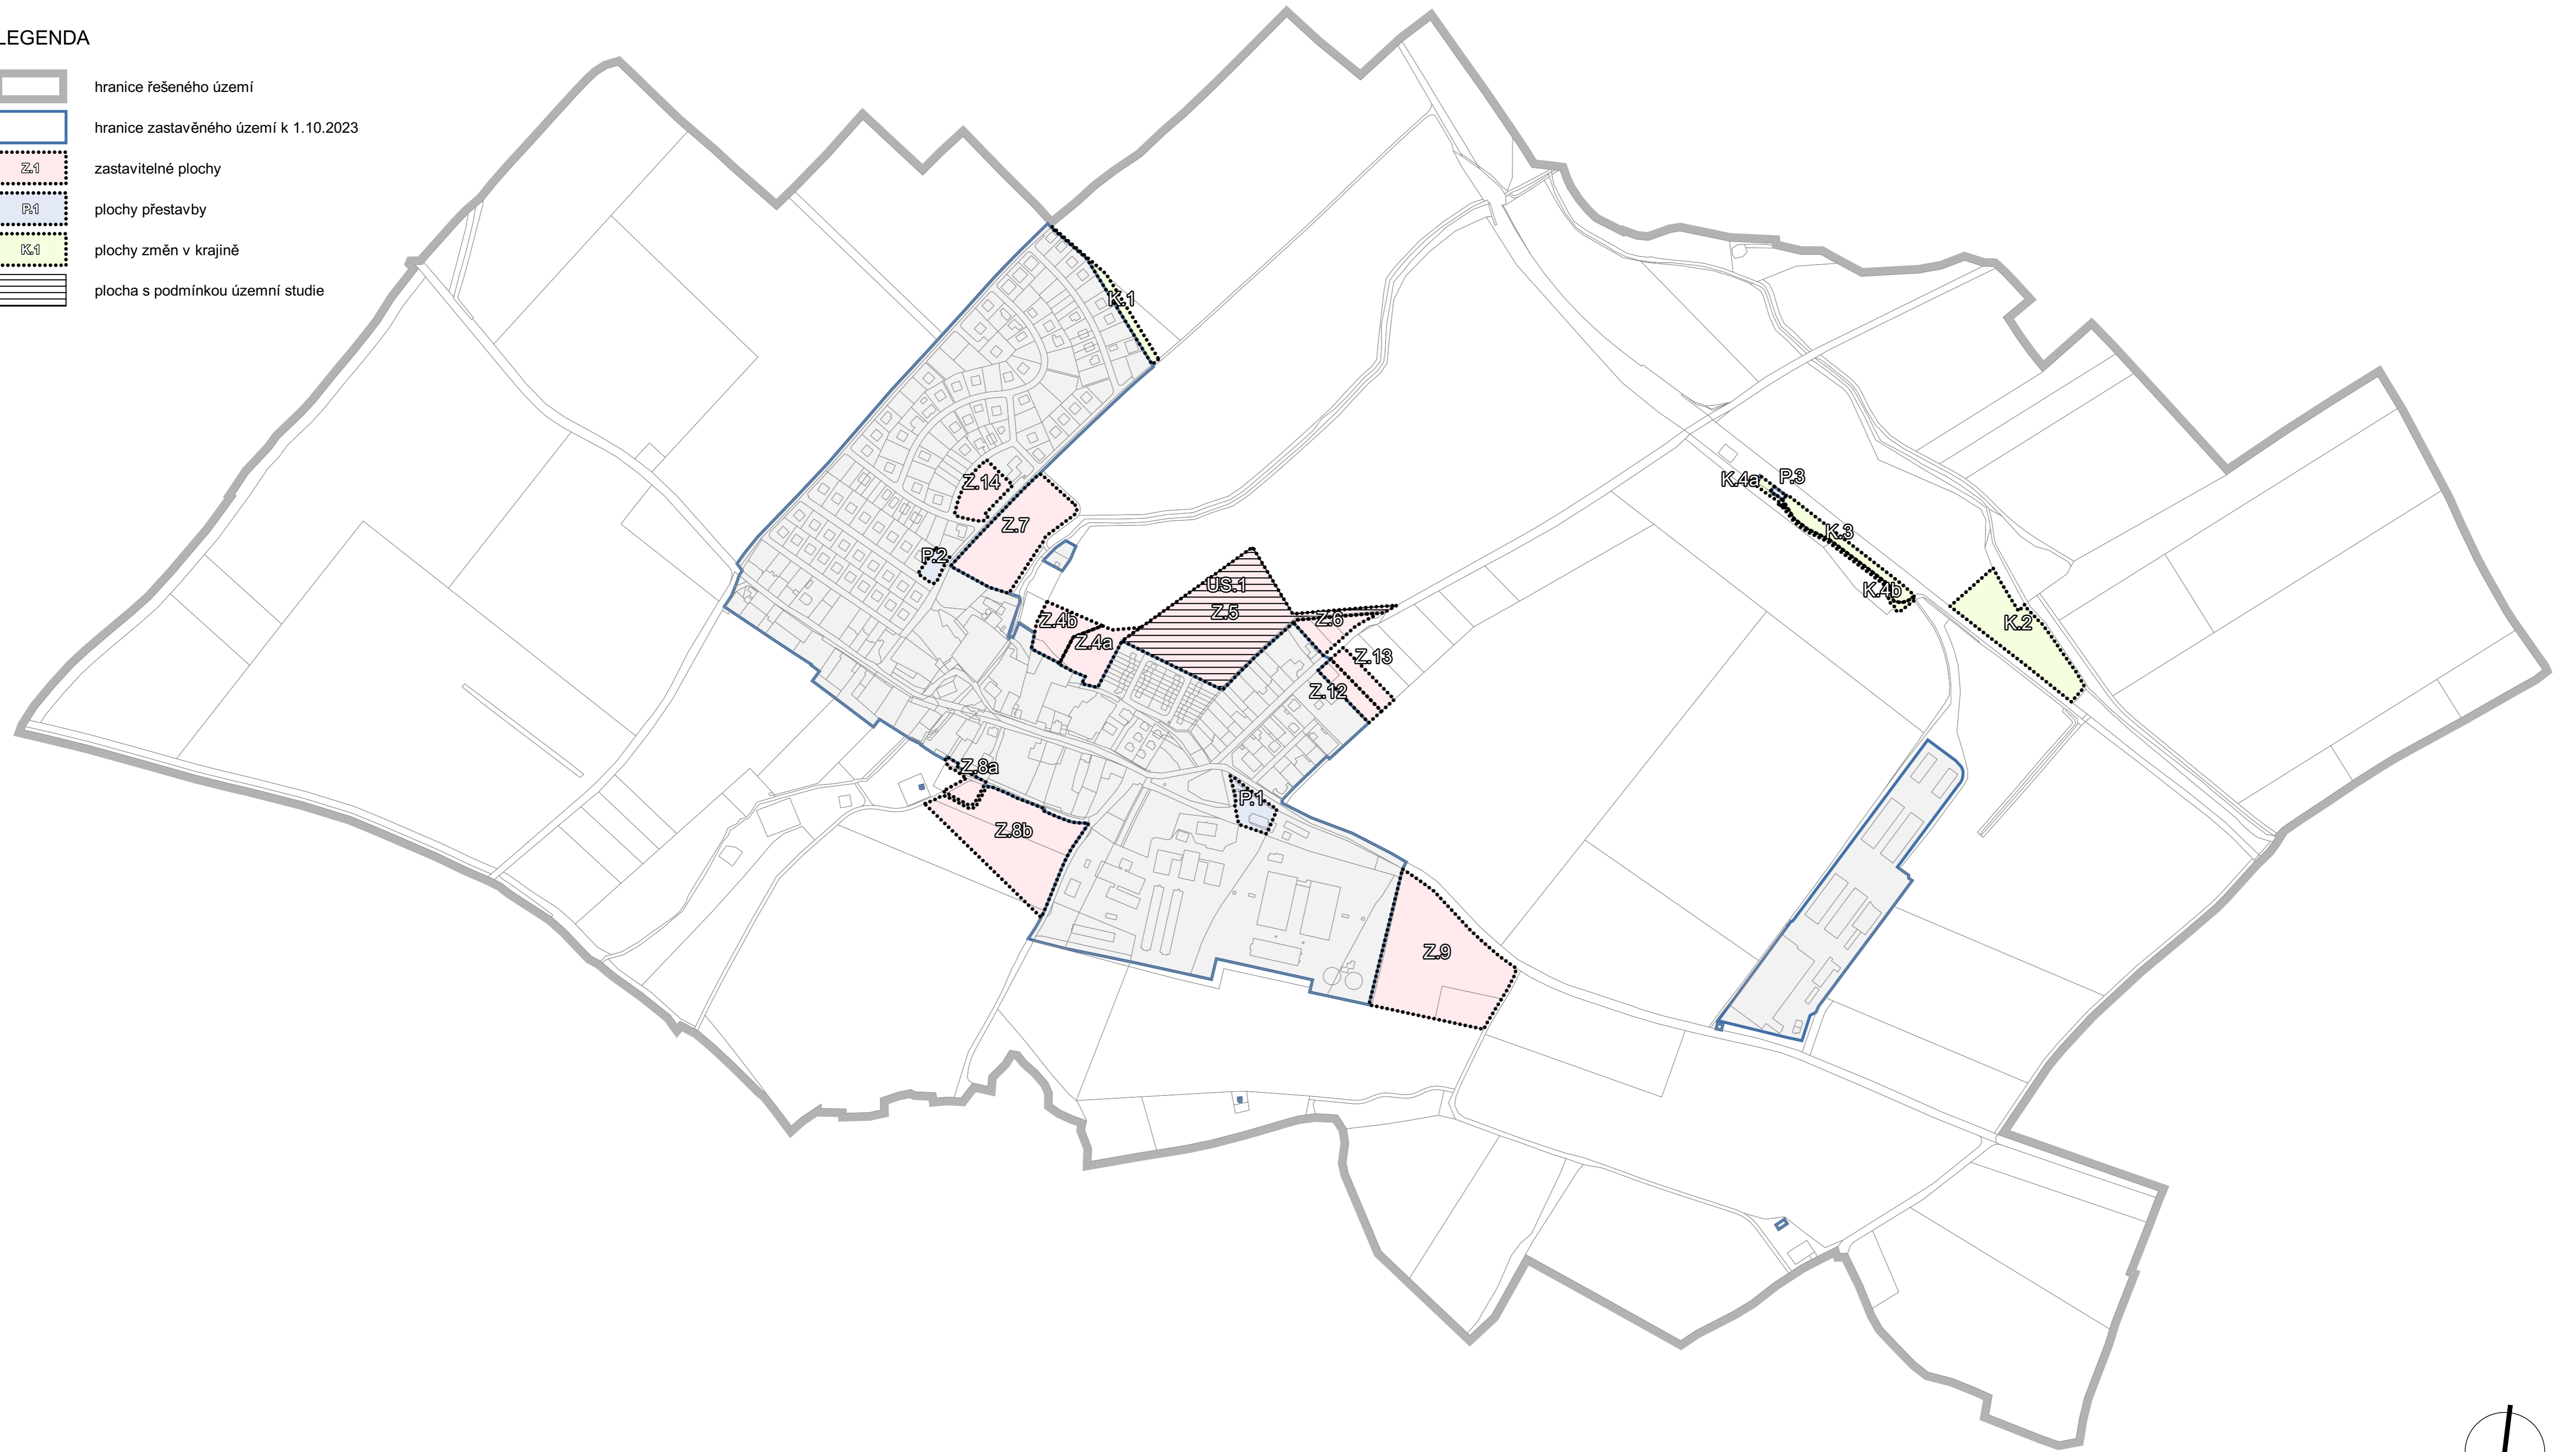 LEGENDA
hranice řešeného území
hranice zastavěného území k 1.10.2023
Z.1
zastavitelné plochy
P.1
plochy přestavby
K.1
plochy změn v krajině
plocha s podmínkou územní studie
K.1
Z.14
Z.7
P.2
K.4a
P.3
K.3
K.4b
K.2
US.1
Z.5
Z.6
Z.4b
Z.4a
Z.13
Z.12
Z.8a
Z.8b
P.1
Z.9